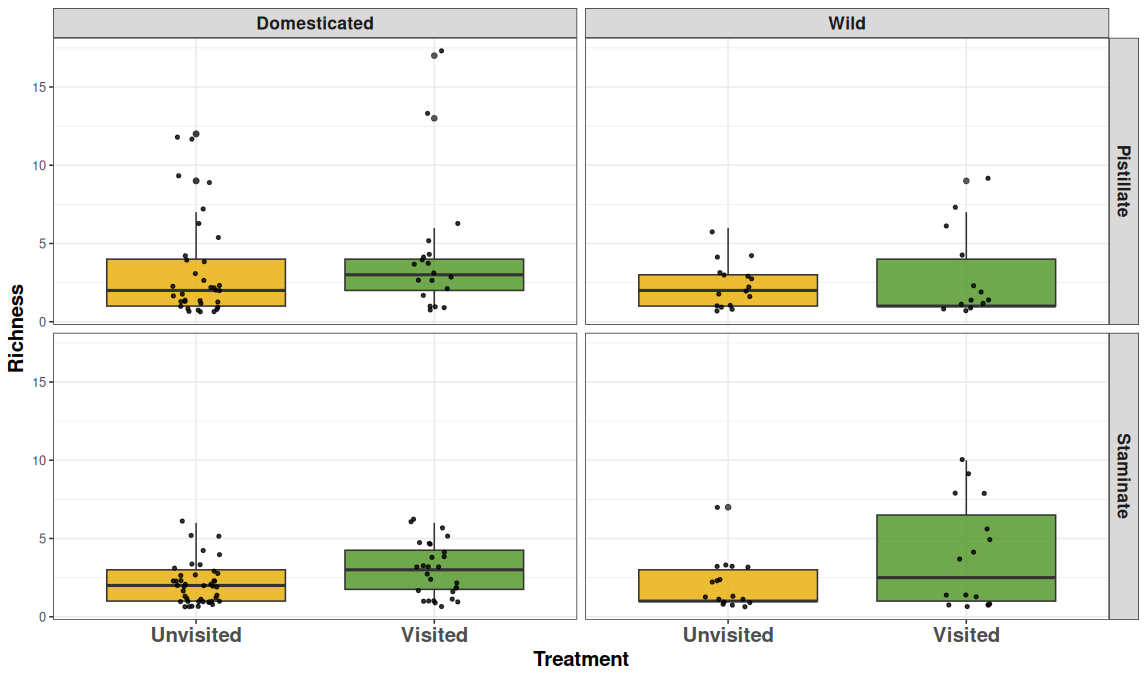 Domesticated
Wild
Richness
15
10
5
0
Pistillate
15
10
5
0
Staminate
Unvisited
Visited
Unvisited
Visited
Treatment